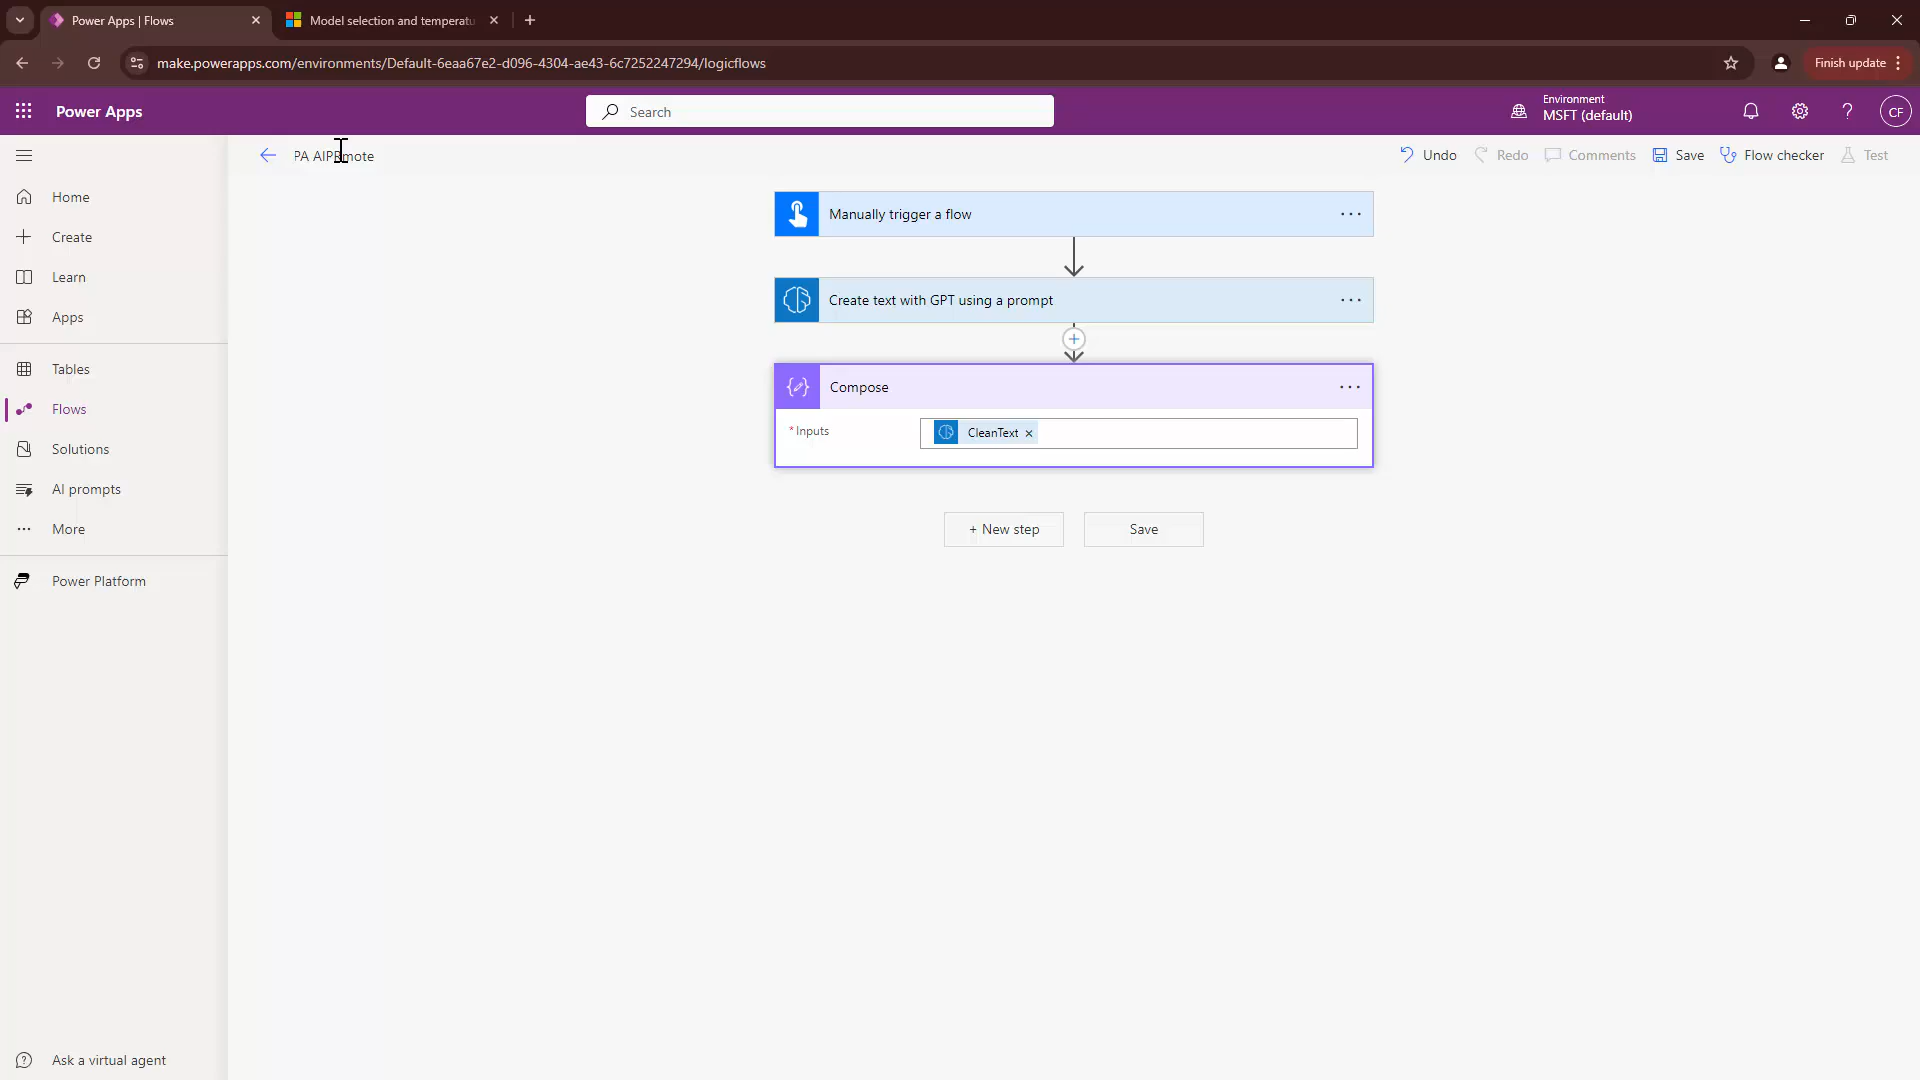 Power Apps | Flows
Model selection and temperatu
make.powerapps.com/environments/Default-6eaa67e2-d096-4304-ae43-6c7252247294/logicflows
Finish update
Power Apps
Search
Environment
MSFT (default)
CF
PA AIPRmote
Undo
Redo
Comments
Save
Flow checker
Test
Home
Create
Learn
Apps
Tables
Flows
Solutions
AI prompts
More
Power Platform
Ask a virtual agent
Manually trigger a flow
Create text with GPT using a prompt
Compose
* Inputs
CleanText
+ New step
Save